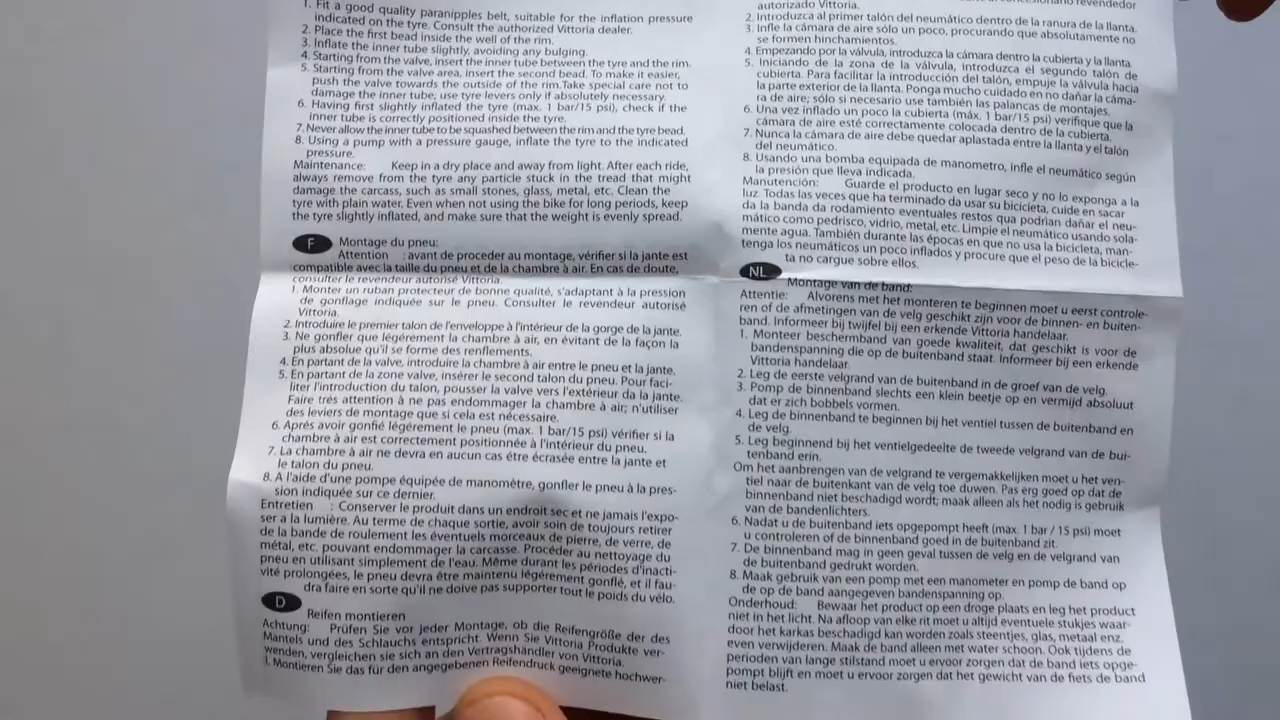 1. Fit a good quality paranipples belt, suitable for the inflation pressure
indicated on the tyre. Consult the authorized Vittoria dealer.
2. Place the first bead inside the well of the rim.
3. Inflate the inner tube slightly, avoiding any bulging.
4. Starting from the valve, insert the inner tube between the tyre and the rim.
5. Starting from the valve area, insert the second bead. To make it easier,
push the valve towards the outside of the rim.Take special care not to
damage the inner tube; use tyre levers only if absolutely necessary.
6. Having first slightly inflated the tyre (max. 1 bar/15 psi), check if the
inner tube is correctly positioned inside the tyre.
7. Never allow the inner tube to be squashed between the rim and the tyre bead.
8. Using a pump with a pressure gauge, inflate the tyre to the indicated
pressure.
Maintenance: Keep in a dry place and away from light. After each ride,
always remove from the tyre any particle stuck in the tread that might
damage the carcass, such as small stones, glass, metal, etc. Clean the
tyre with plain water. Even when not using the bike for long periods, keep
the tyre slightly inflated, and make sure that the weight is evenly spread.
F Montage du pneu:
Attention : avant de proceder au montage, vérifier si la jante est
compatible avec la taille du pneu et de la chambre à air. En cas de doute,
consulter le revendeur autorisé Vittoria.
1. Monter un ruban protecteur de bonne qualité, s'adaptant à la pression
de gonflage indiquée sur le pneu. Consulter le revendeur autorisé
Vittoria.
2. Introduire le premier talon de l'enveloppe à l'intérieur de la gorge de la jante.
3. Ne gonfler que légérement la chambre à air, en évitant de la façon la
plus absolue qu'il se forme des renflements.
4. En partant de la valve, introduire la chambre à air entre le pneu et la jante.
5. En partant de la zone valve, insérer le second talon du pneu. Pour faci-
liter l'introduction du talon, pousser la valve vers l'extérieur da la jante.
Faire trés attention à ne pas endommager la chambre à air; n'utiliser
des leviers de montage que si cela est nécessaire.
6. Aprés avoir gonfié légérement le pneu (max. 1 bar/15 psi) vérifier si la
chambre à air est correctement positionnée à l'intérieur du pneu.
7. La chambre à air ne devra en aucun cas étre écrasée entre la jante et
le talon du pneu.
8. A l'aide d'une pompe équipée de manomètre, gonfler le pneu à la pres-
sion indiquée sur ce dernier.
Entretien : Conserver le produit dans un endroit sec et ne jamais l'expo-
ser a la lumière. Au terme de chaque sortie, avoir soin de toujours retirer
de la bande de roulement les éventuels morceaux de pierre, de verre, de
métal, etc. pouvant endommager la carcasse. Procéder au nettoyage du
pneu en utilisant simplement de l'eau. Même durant les périodes d'inacti-
vité prolongées, le pneu devra être maintenu légérement gonflé, et il fau-
dra faire en sorte qu'il ne doive pas supporter tout le poids du vélo.
D
Reifen montieren
Achtung: Prüfen Sie vor jeder Montage, ob die Reifengröße der des
Mantels und des Schlauchs entspricht. Wenn Sie Vittoria Produkte ver-
wenden, vergleichen sie sich an den Vertragshändler von Vittoria.
1. Montieren Sie das für den angegebenen Reifendruck geeignete hochwer-
revendedor
autorizado Vittoria.
2. Introduzca al primer talón del neumático dentro de la ranura de la llanta.
3. Infle la cámara de aire sólo un poco, procurando que absolutamente no
se formen hinchamientos.
4. Empezando por la válvula, introduzca la cámara dentro la cubierta y la llanta.
5. Iniciando de la zona de la válvula, introduzca el segundo talón de
cubierta. Para facilitar la introducción del talón, empuje la válvula hacia
la parte exterior de la llanta. Ponga mucho cuidado en no dañar la cáma-
ra de aire; sólo si necesario use también las palancas de montajes.
6. Una vez inflado un poco la cubierta (máx. 1 bar/15 psi) verifique que la
cámara de aire esté correctamente colocada dentro de la cubierta.
7. Nunca la cámara de aire debe quedar aplastada entre la llanta y el talón
del neumático.
8. Usando una bomba equipada de manometro, infle el neumático según
la presión que lleva indicada.
Manutención: Guarde el producto en lugar seco y no lo exponga a la
luz. Todas las veces que ha terminado da usar su bicicleta, cuide en sacar
da la banda da rodamiento eventuales restos qua podrian dañar el neu-
mático como pedrisco, vidrio, metal, etc. Limpie el neumático usando sola-
mente agua. También durante las épocas en que no usa la bicicleta, man-
tenga los neumáticos un poco inflados y procure que el peso de la bicicle-
ta no cargue sobre ellos.
NL
Montage van de band:
Attentie: Alvorens met het monteren te beginnen moet u eerst controle-
ren of de afmetingen van de velg geschikt zijn voor de binnen- en buiten-
band. Informeer bij twijfel bij een erkende Vittoria handelaar.
1. Monteer beschermband van goede kwaliteit, dat geschikt is voor de
bandenspanning die op de buitenband staat. Informeer bij een erkende
Vittoria handelaar.
2. Leg de eerste velgrand van de buitenband in de groef van de velg.
3. Pomp de binnenband slechts een klein beetje op en vermijd absoluut
dat er zich bobbels vormen.
4. Leg de binnenband te beginnen bij het ventiel tussen de buitenband en
de velg.
5. Leg beginnend bij het ventielgedeelte de tweede velgrand van de bui-
tenband erin.
Om het aanbrengen van de velgrand te vergemakkelijken moet u het ven-
tiel naar de buitenkant van de velg toe duwen. Pas erg goed op dat de
binnenband niet beschadigd wordt; maak alleen als het nodig is gebruik
van de bandenlichters.
6. Nadat u de buitenband iets opgepompt heeft (max. 1 bar / 15 psi) moet
u controleren of de binnenband goed in de buitenband zit.
7. De binnenband mag in geen geval tussen de velg en de velgrand van
de buitenband gedrukt worden.
8. Maak gebruik van een pomp met een manometer en pomp de band op
de op de band aangegeven bandenspanning op.
Onderhoud: Bewaar het product op een droge plaats en leg het product
niet in het licht. Na afloop van elke rit moet u altijd eventuele stukjes waar-
door het karkas beschadigd kan worden zoals steentjes, glas, metaal enz.
even verwijderen. Maak de band alleen met water schoon. Ook tijdens de
perioden van lange stilstand moet u ervoor zorgen dat de band iets opge-
pompt blijft en moet u ervoor zorgen dat het gewicht van de fiets de band
niet belast.